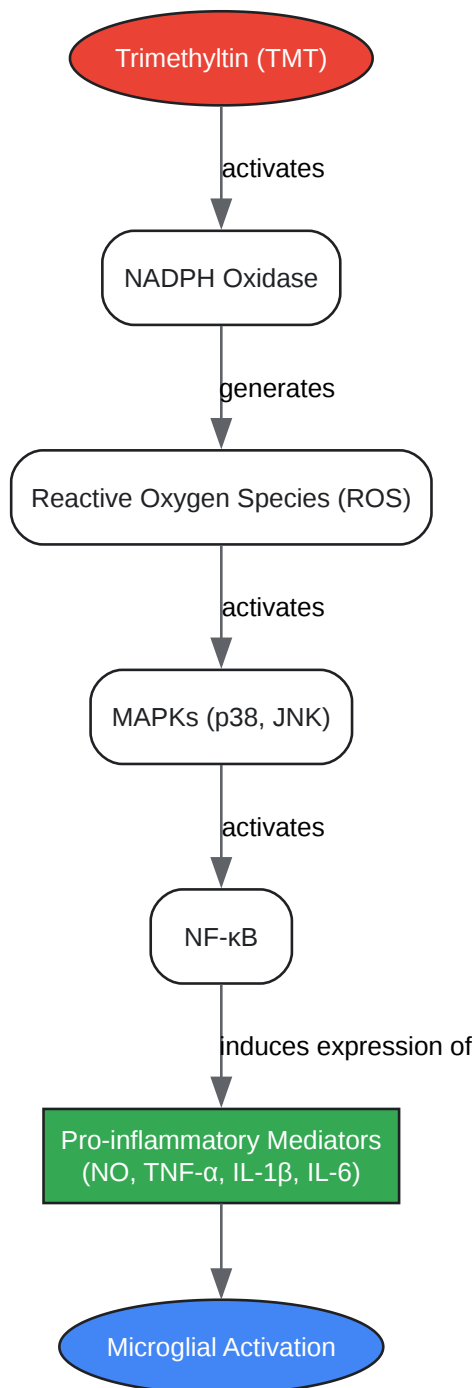 Trimethyltin (TMT)
activates
NADPH Oxidase
generates
Reactive Oxygen Species (ROS)
activates
MAPKs (p38, JNK)
activates
NF-κB
induces expression of
Pro-inflammatory Mediators
(NO, TNF-α, IL-1β, IL-6)
Microglial Activation